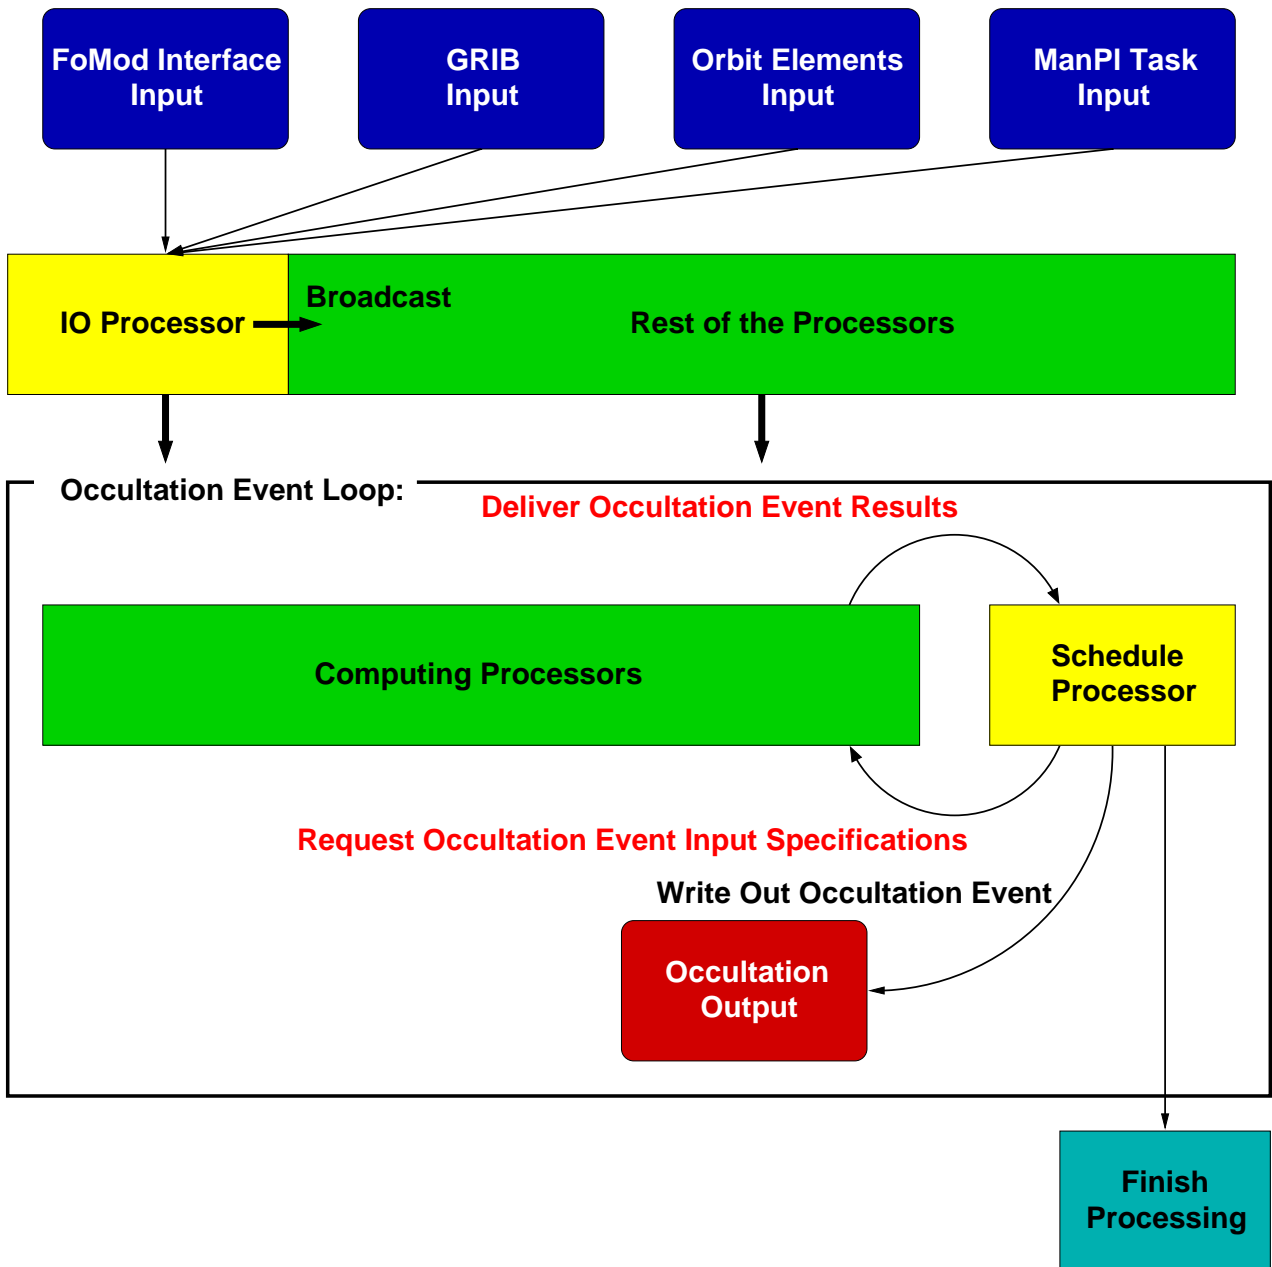 FoMod Interface
Input
GRIB
Input
Orbit Elements
Input
ManPl Task
Input
Broadcast
IO Processor
Rest of the Processors
Occultation Event Loop:
Deliver Occultation Event Results
Computing Processors
Schedule
Processor
Request Occultation Event Input Specifications
Write Out Occultation Event
Occultation
Output
Finish
Processing